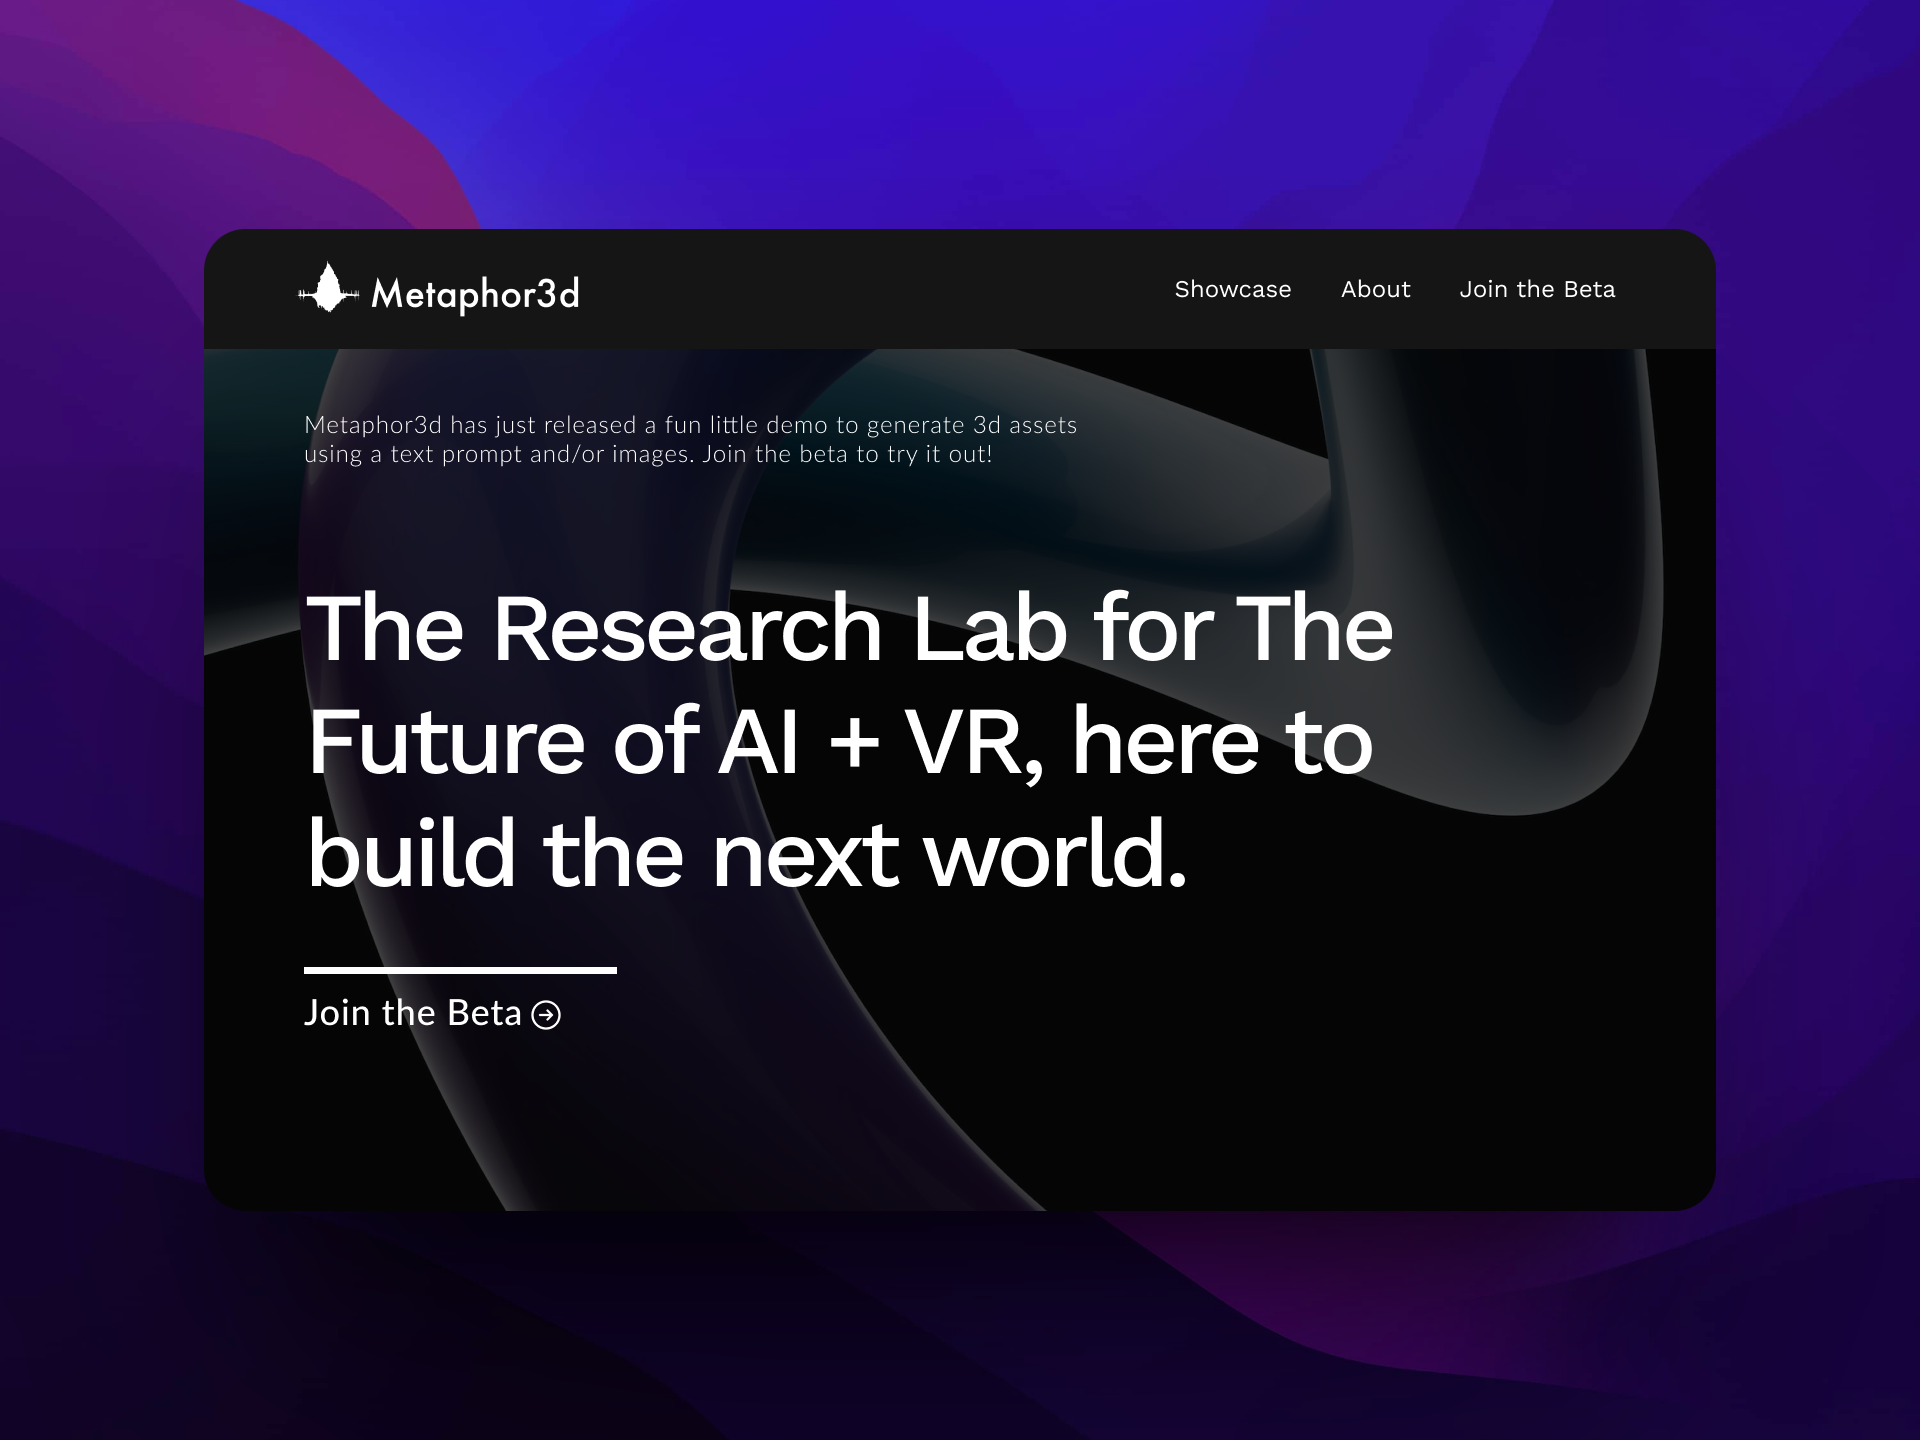 Metaphor3d
Showcase About Join the Beta
Metaphor3d has just released a fun little demo to generate 3d assets
using a text prompt and/or images. Join the beta to try it out!
The Research Lab for The
Future of AI + VR, here to
build the next world.
Join the Beta